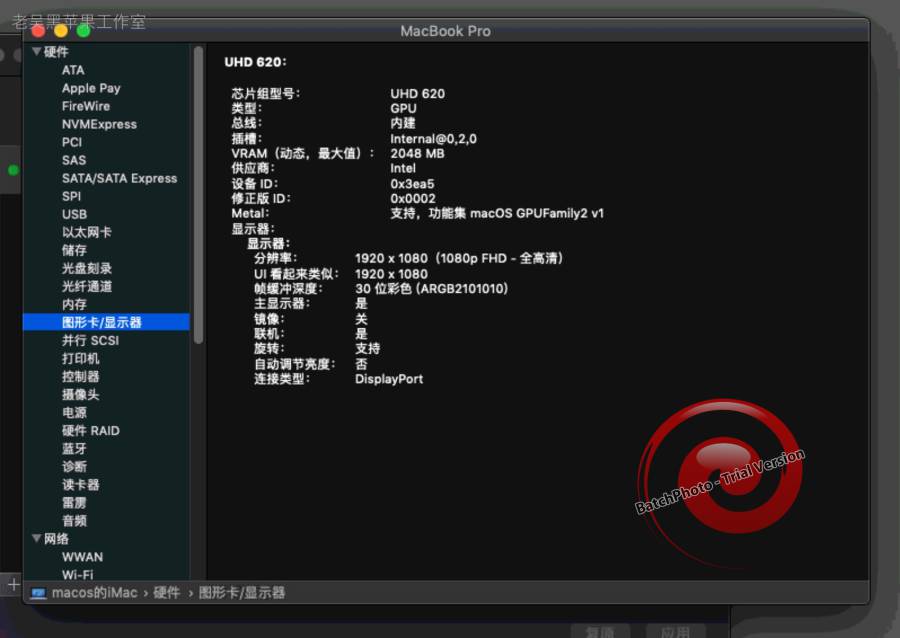 老吴黑苹果工作室
MacBook Pro
硬件
ATA
Apple Pay
FireWire
NVMExpress
PCI
SAS
SATA/SATA Express
SPI
USB
以太网卡
储存
光盘刻录
光纤通道
内存
图形卡/显示器
并行 SCSI
打印机
控制器
摄像头
电源
硬件 RAID
蓝牙
诊断
读卡器
雷雳
音频
网络
WWAN
Wi-Fi
UHD 620:
芯片组型号: UHD 620
类型: GPU
总线: 内建
插槽: Internal@0,2,0
VRAM（动态，最大值）: 2048 MB
供应商: Intel
设备 ID: 0x3ea5
修正版 ID: 0x0002
Metal: 支持，功能集 macOS GPUFamily2 v1
显示器:
显示器:
分辨率: 1920 x 1080（1080p FHD - 全高清）
UI 看起来类似: 1920 x 1080
帧缓冲深度: 30 位彩色 (ARGB2101010)
主显示器: 是
镜像: 关
联机: 是
旋转: 支持
自动调节亮度: 否
连接类型: DisplayPort
BatchPhoto - Trial Version
macos的iMac › 硬件 › 图形卡/显示器
复原
应用